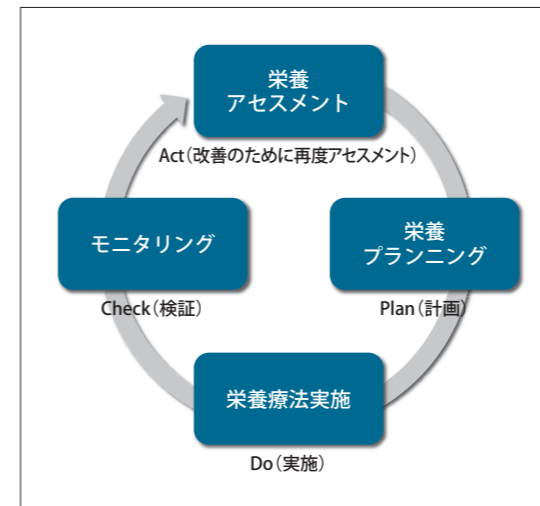 栄養
アセスメント
Act（改善のために再度アセスメント）
モニタリング
Check（検証）
栄養
プランニング
Plan（計画）
栄養療法実施
Do（実施）